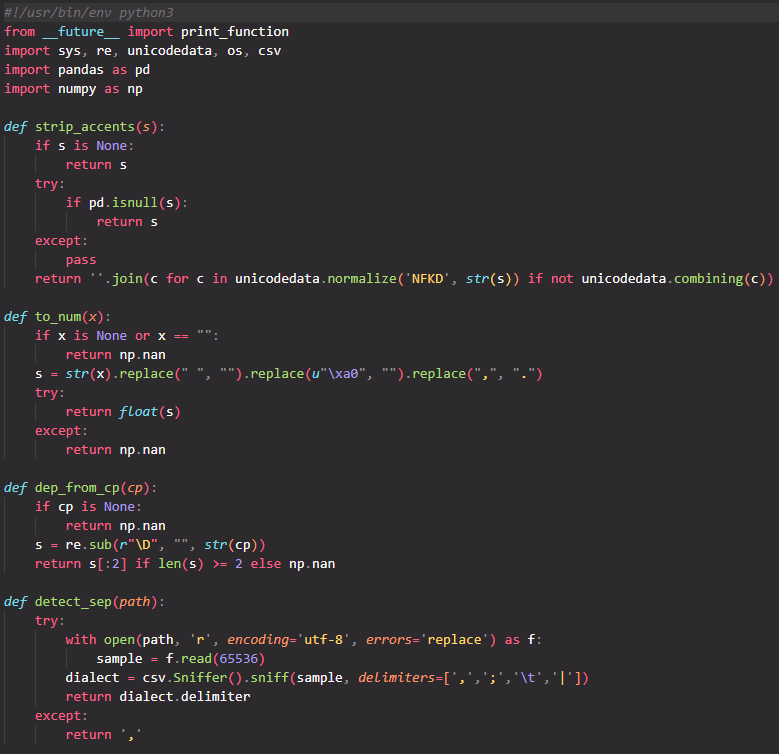 #!/usr/bin/env python3
from __future__ import print_function
import sys, re, unicodedata, os, csv
import pandas as pd
import numpy as np

def strip_accents(s):
    if s is None:
        return s
    try:
        if pd.isnull(s):
            return s
    except:
        pass
    return ''.join(c for c in unicodedata.normalize('NFKD', str(s)) if not unicodedata.combining(c))

def to_num(x):
    if x is None or x == "":
        return np.nan
    s = str(x).replace(" ", "").replace(u"\xa0", "").replace(",", ".")
    try:
        return float(s)
    except:
        return np.nan

def dep_from_cp(cp):
    if cp is None:
        return np.nan
    s = re.sub(r"\D", "", str(cp))
    return s[:2] if len(s) >= 2 else np.nan

def detect_sep(path):
    try:
        with open(path, 'r', encoding='utf-8', errors='replace') as f:
            sample = f.read(65536)
        dialect = csv.Sniffer().sniff(sample, delimiters=[',',';','\t','|'])
        return dialect.delimiter
    except:
        return ','